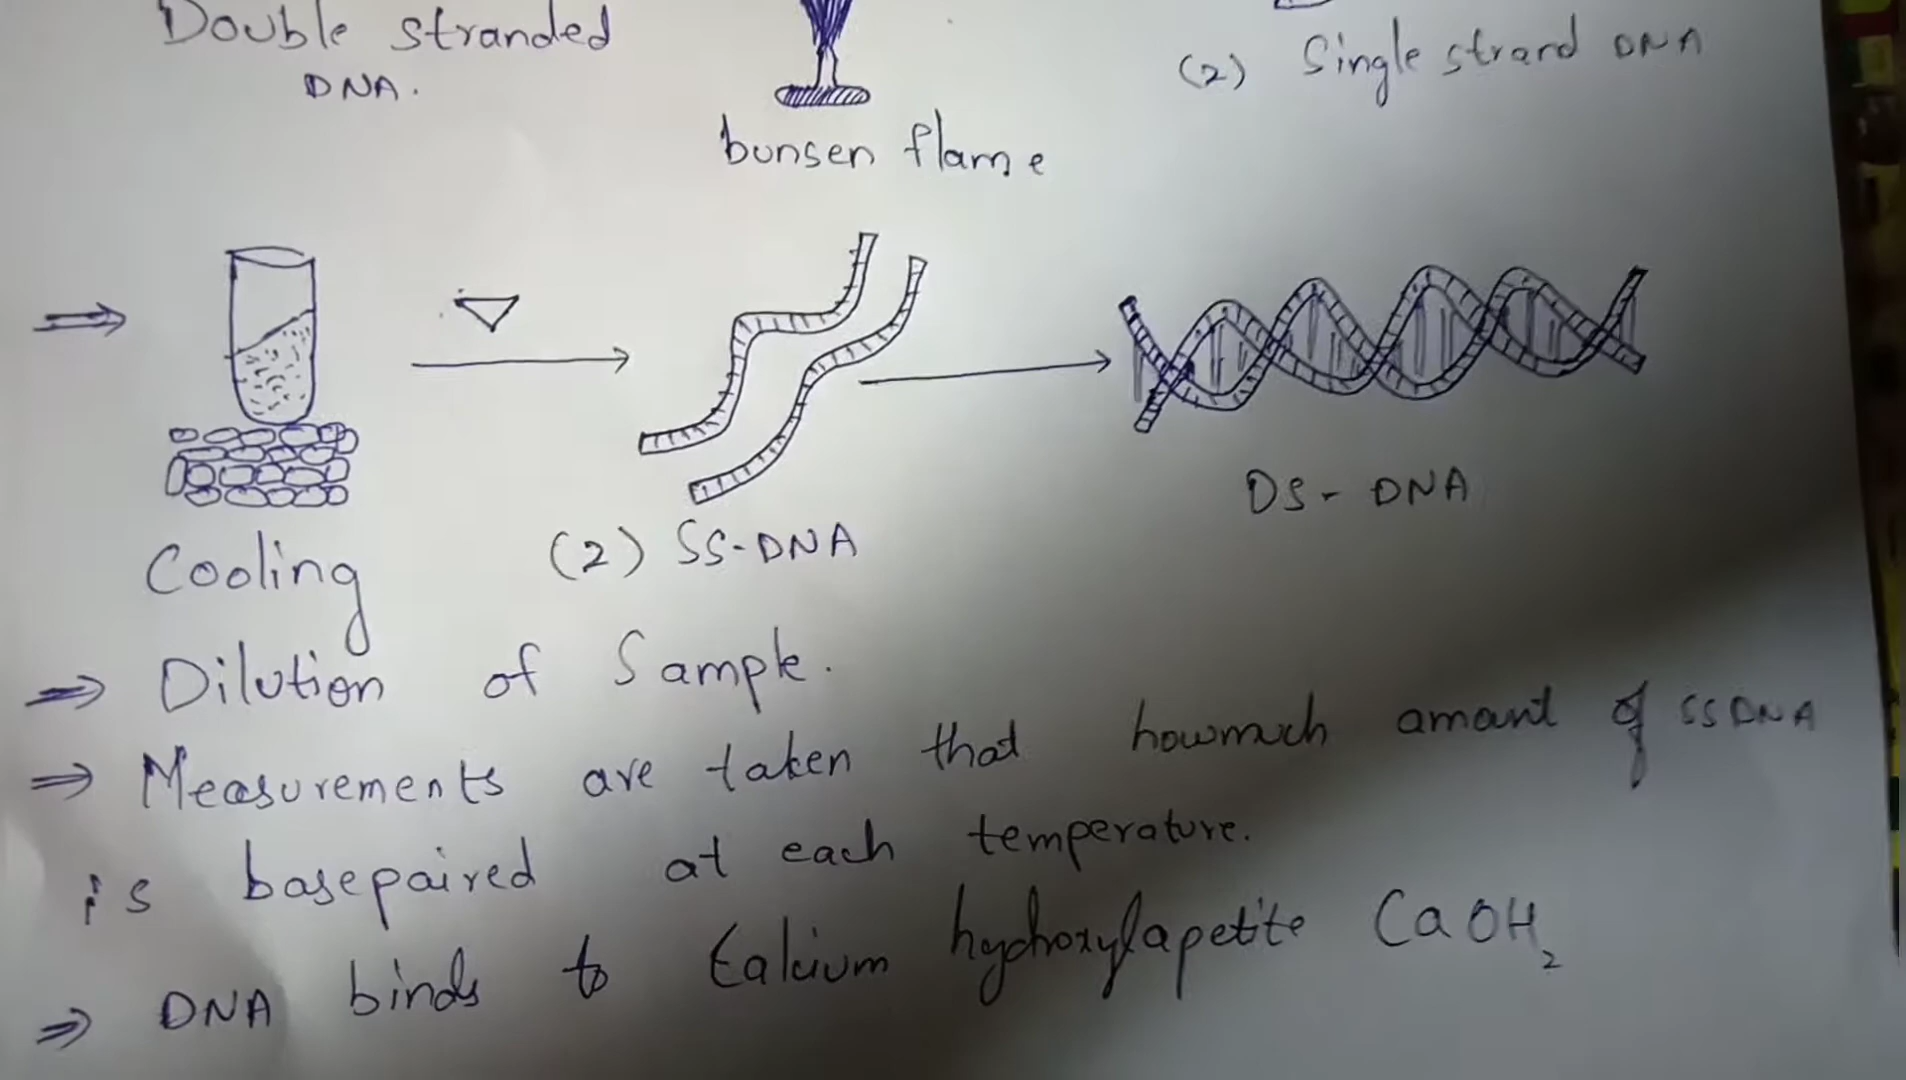 Double stranded
DNA.
bunsen flame
(2) Single strand DNA
Cooling
(2) SS-DNA
DS - DNA
⇒ Dilution of Sample.
⇒ Measurements are taken that howmuch amount of SSDNA
is basepaired at each temperature.
⇒ DNA binds to Calcium hydroxylapetite CaOH₂